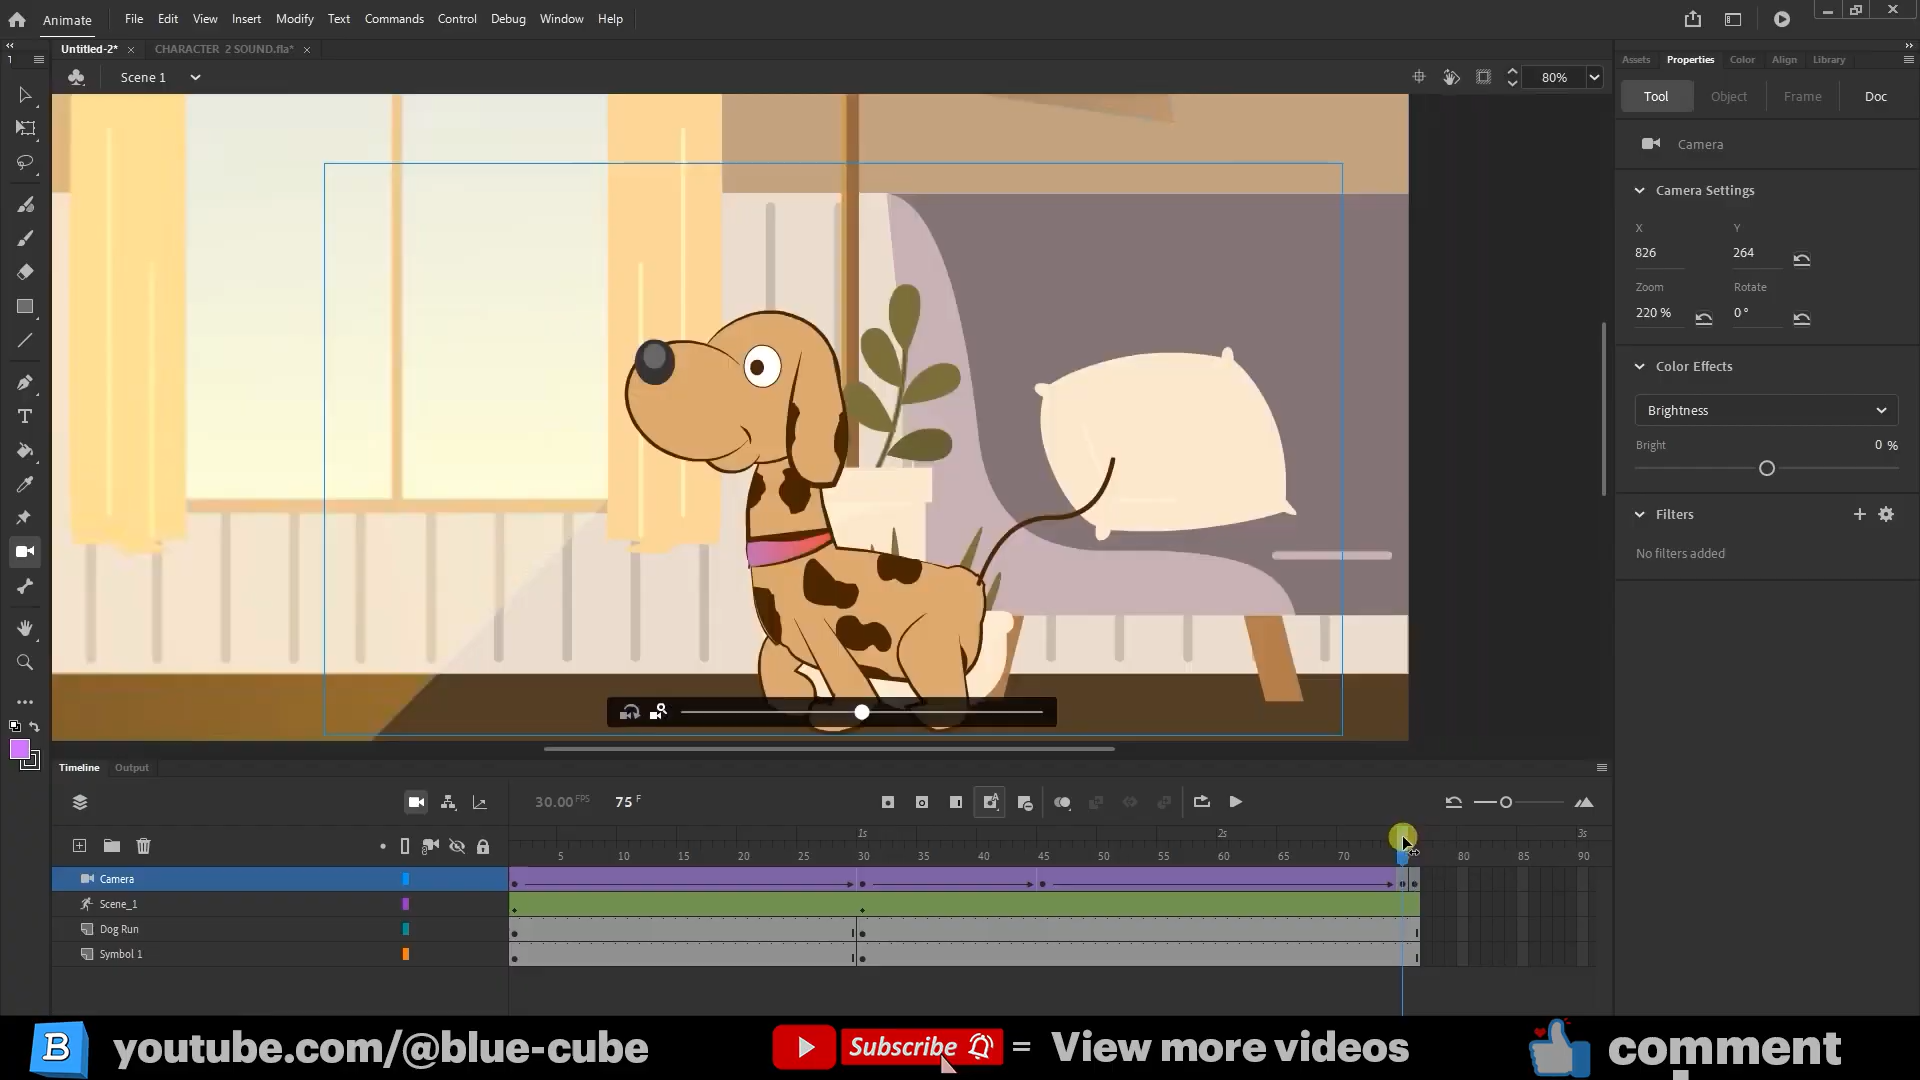 Animate File Edit View Insert Modify Text Commands Control Debug Window Help
Untitled-2* CHARACTER 2 SOUND.fla*
Scene 1 80%
Assets Properties Color Align Library
Tool Object Frame Doc
Camera
Camera Settings
X Y
826 264
Zoom Rotate
220 % 0°
Color Effects
Brightness
Bright 0 %
Filters
No filters added
Timeline Output
30.00 FPS 75 F
1s 2s 3s
5 10 15 20 25 30 35 40 45 50 55 60 65 70 80 85 90
Camera
Scene_1
Dog Run
Symbol 1
B youtube.com/@blue-cube Subscribe = View more videos comment